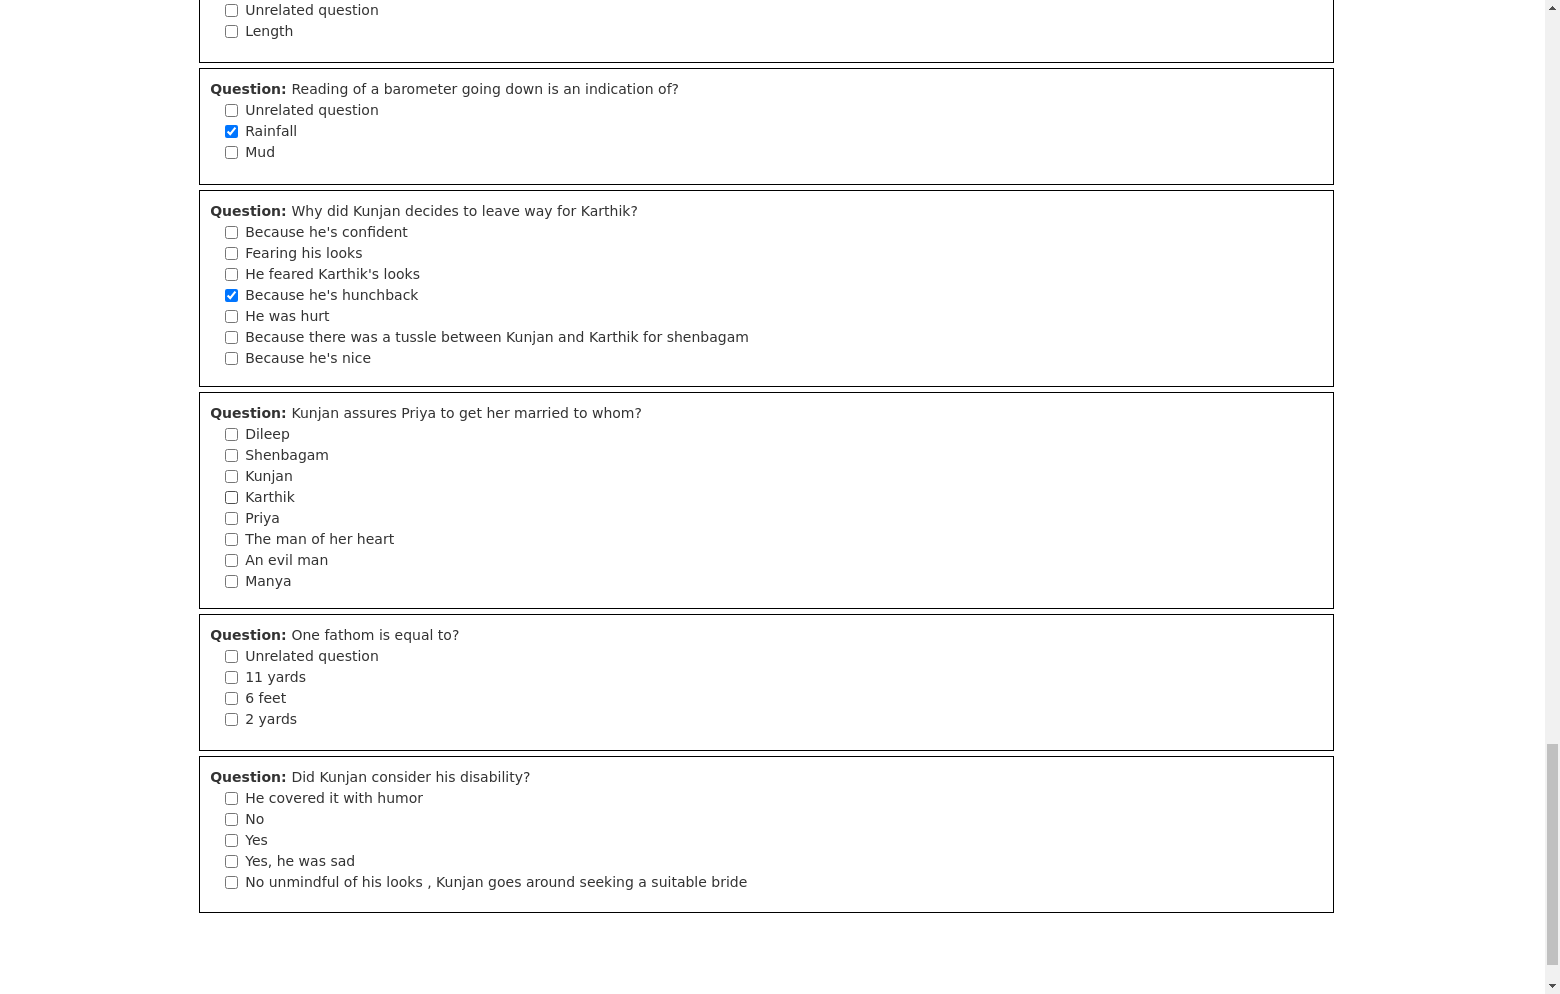 Unrelated question
Length
Question: Reading of a barometer going down is an indication of?
Unrelated question
Rainfall
Mud
Question: Why did Kunjan decides to leave way for Karthik?
Because he's confident
Fearing his looks
He feared Karthik's looks
Because he's hunchback
He was hurt
Because there was a tussle between Kunjan and Karthik for shenbagam
Because he's nice
Question: Kunjan assures Priya to get her married to whom?
Dileep
Shenbagam
Kunjan
Karthik
Priya
The man of her heart
An evil man
Manya
Question: One fathom is equal to?
Unrelated question
11 yards
6 feet
2 yards
Question: Did Kunjan consider his disability?
He covered it with humor
No
Yes
Yes, he was sad
No unmindful of his looks , Kunjan goes around seeking a suitable bride